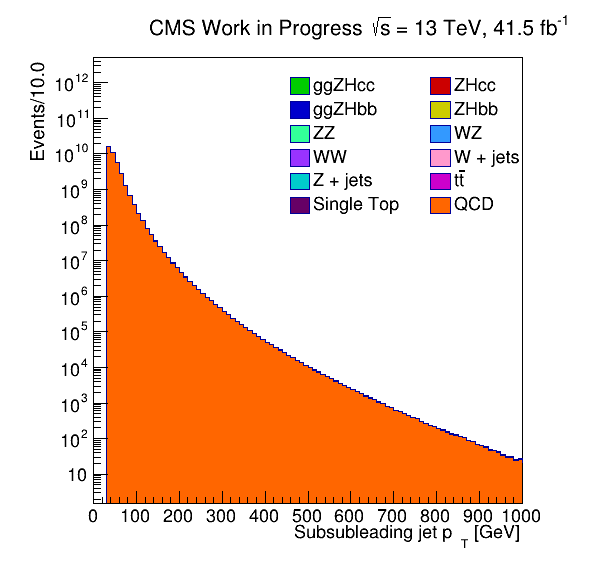 CMS Work in Progress √s = 13 TeV, 41.5 fb⁻¹
Events/10.0
10¹²
10¹¹
10¹⁰
10⁹
10⁸
10⁷
10⁶
10⁵
10⁴
10³
10²
10
ggZHcc ZHcc
ggZHbb ZHbb
ZZ WZ
WW W + jets
Z + jets tt̄
Single Top QCD
0 100 200 300 400 500 600 700 800 900 1000
Subsubleading jet p_T [GeV]